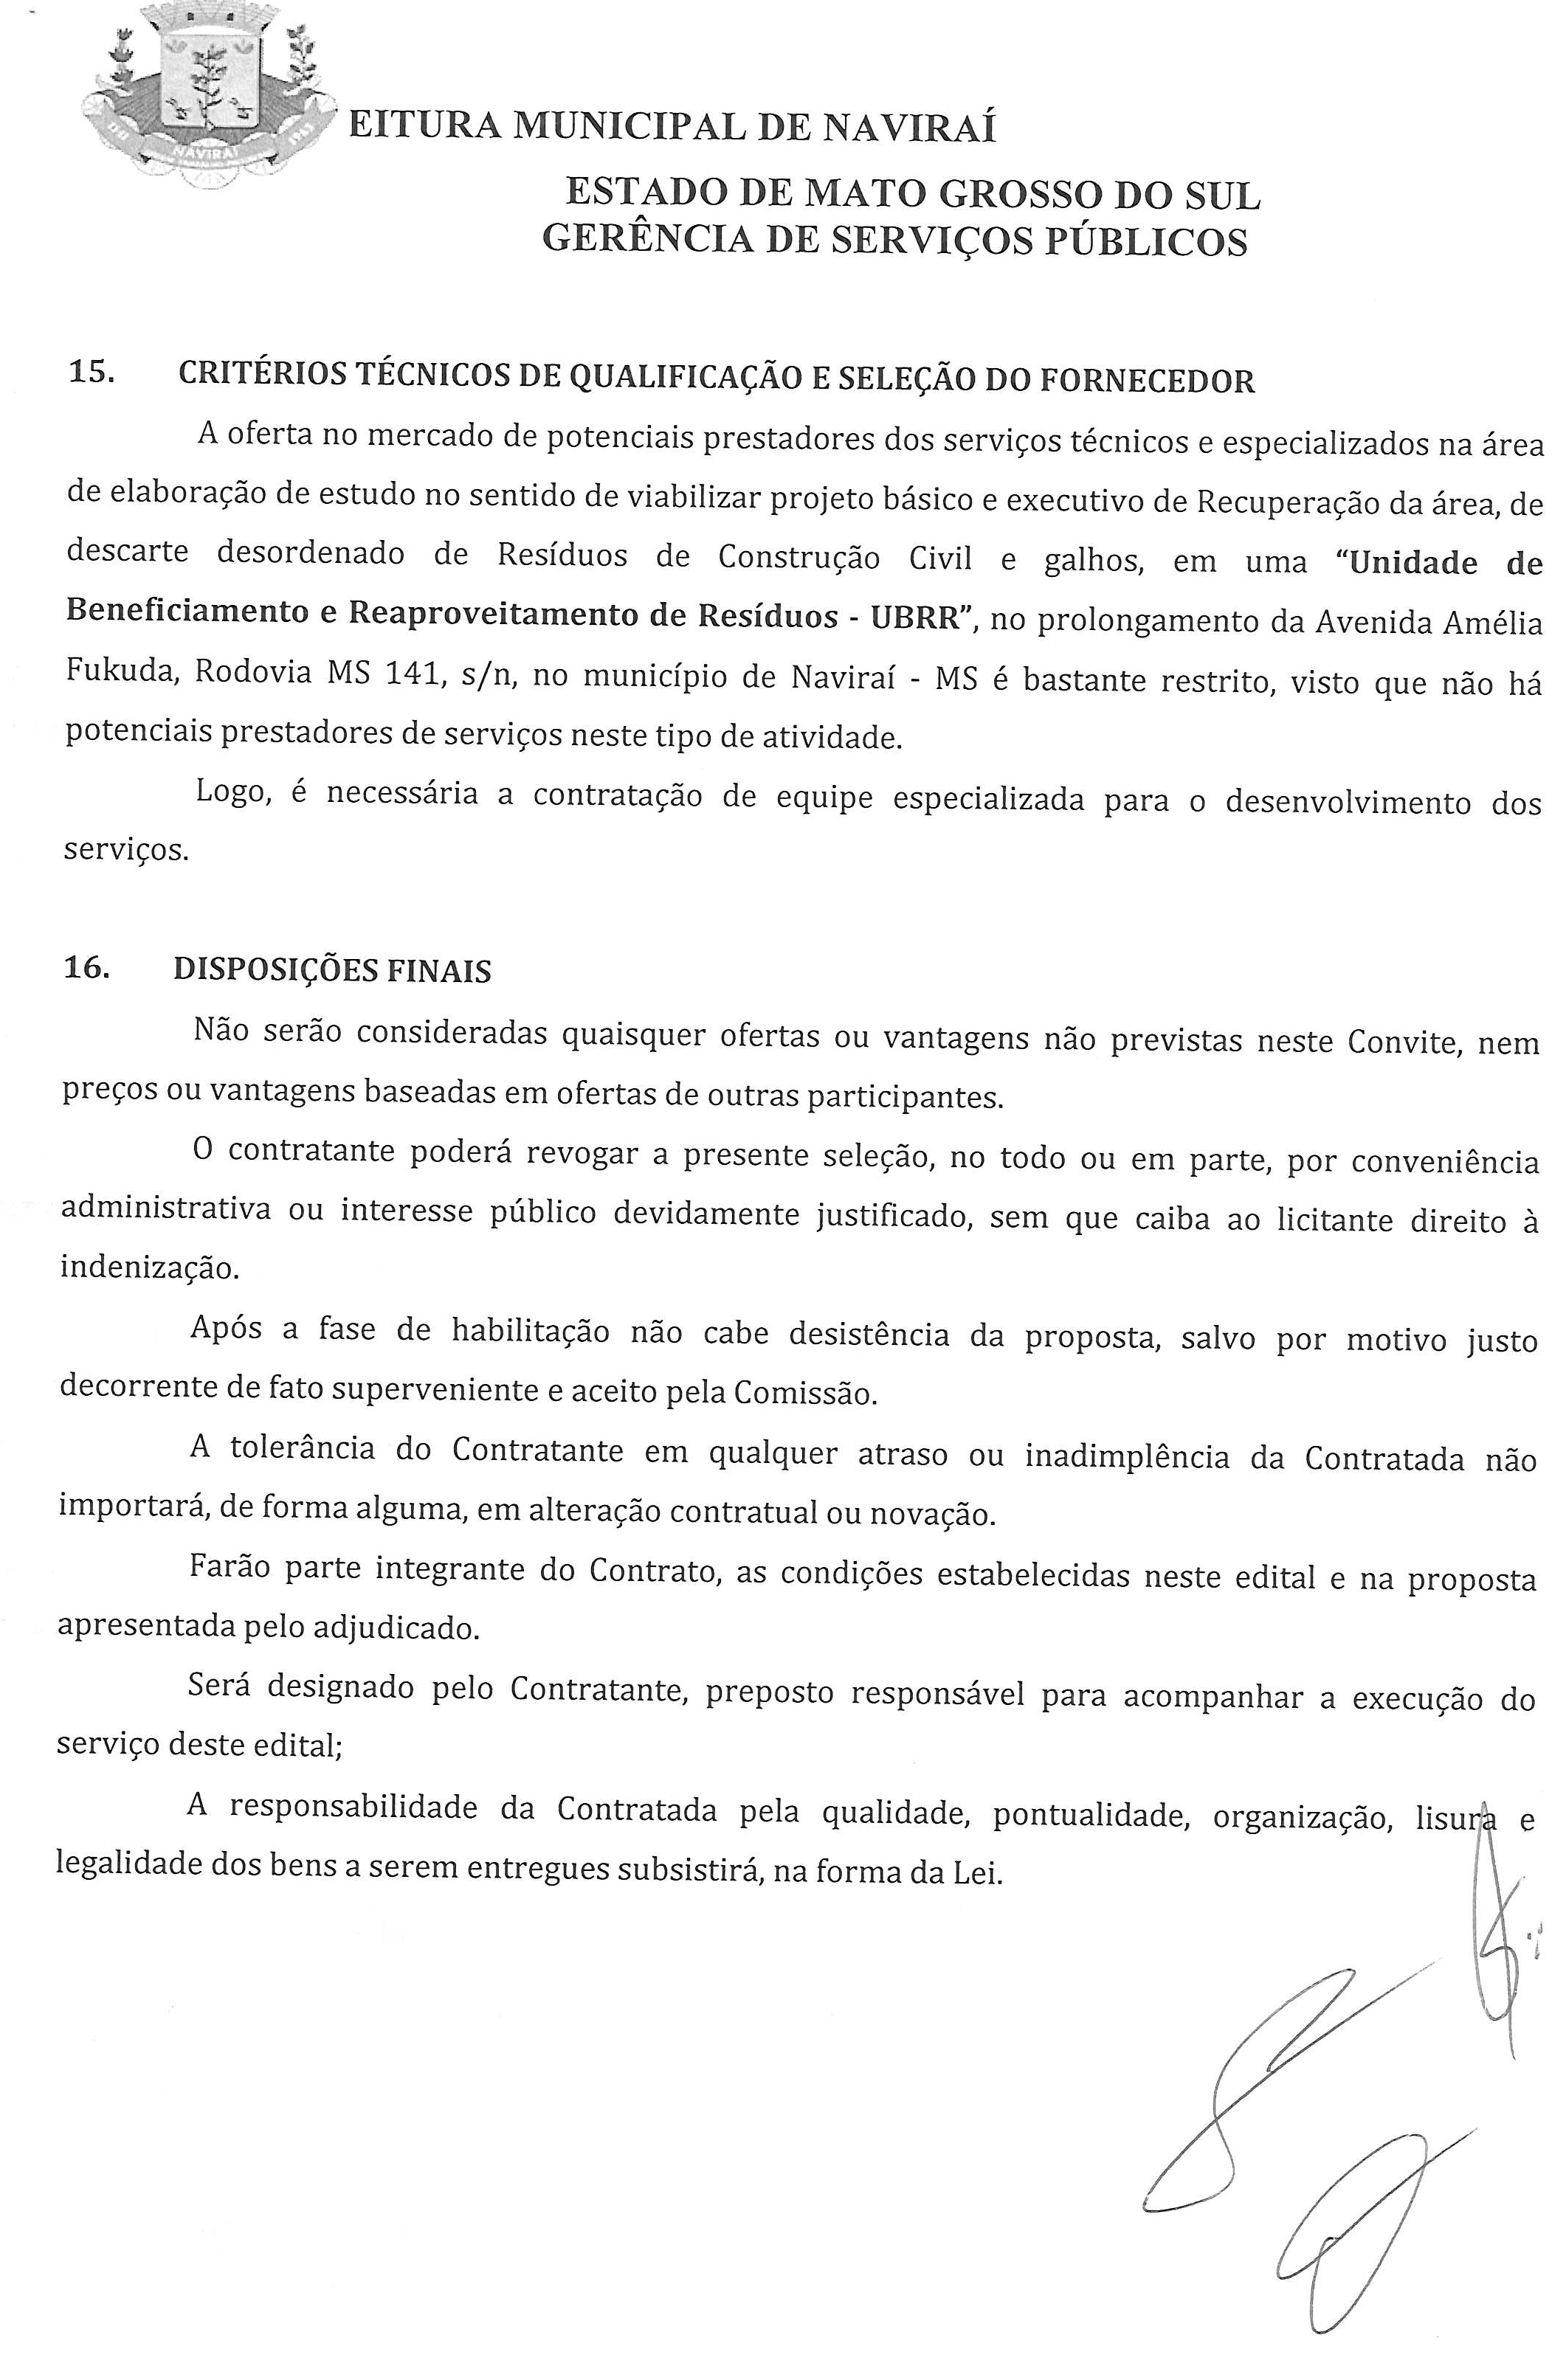 NAVIRAÍ
1963
EITURA MUNICIPAL DE NAVIRAÍ
ESTADO DE MATO GROSSO DO SUL
GERÊNCIA DE SERVIÇOS PÚBLICOS
15. CRITÉRIOS TÉCNICOS DE QUALIFICAÇÃO E SELEÇÃO DO FORNECEDOR
A oferta no mercado de potenciais prestadores dos serviços técnicos e especializados na área
de elaboração de estudo no sentido de viabilizar projeto básico e executivo de Recuperação da área, de
descarte desordenado de Resíduos de Construção Civil e galhos, em uma “Unidade de
Beneficiamento e Reaproveitamento de Resíduos - UBRR”, no prolongamento da Avenida Amélia
Fukuda, Rodovia MS 141, s/n, no município de Naviraí - MS é bastante restrito, visto que não há
potenciais prestadores de serviços neste tipo de atividade.
Logo, é necessária a contratação de equipe especializada para o desenvolvimento dos
serviços.
16. DISPOSIÇÕES FINAIS
Não serão consideradas quaisquer ofertas ou vantagens não previstas neste Convite, nem
preços ou vantagens baseadas em ofertas de outras participantes.
O contratante poderá revogar a presente seleção, no todo ou em parte, por conveniência
administrativa ou interesse público devidamente justificado, sem que caiba ao licitante direito à
indenização.
Após a fase de habilitação não cabe desistência da proposta, salvo por motivo justo
decorrente de fato superveniente e aceito pela Comissão.
A tolerância do Contratante em qualquer atraso ou inadimplência da Contratada não
importará, de forma alguma, em alteração contratual ou novação.
Farão parte integrante do Contrato, as condições estabelecidas neste edital e na proposta
apresentada pelo adjudicado.
Será designado pelo Contratante, preposto responsável para acompanhar a execução do
serviço deste edital;
A responsabilidade da Contratada pela qualidade, pontualidade, organização, lisura e
legalidade dos bens a serem entregues subsistirá, na forma da Lei.